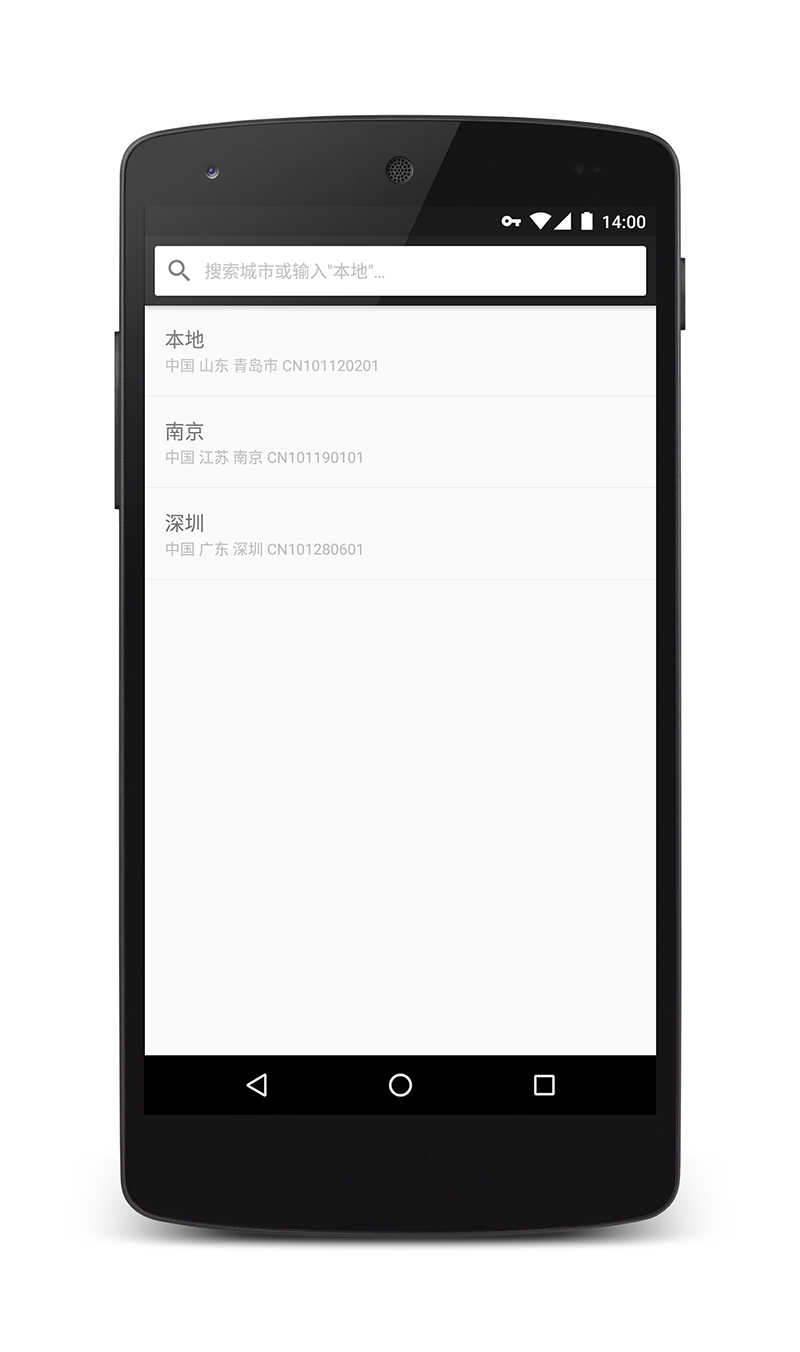 14:00
搜索城市或输入"本地"...
本地
中国 山东 青岛市 CN101120201
南京
中国 江苏 南京 CN101190101
深圳
中国 广东 深圳 CN101280601